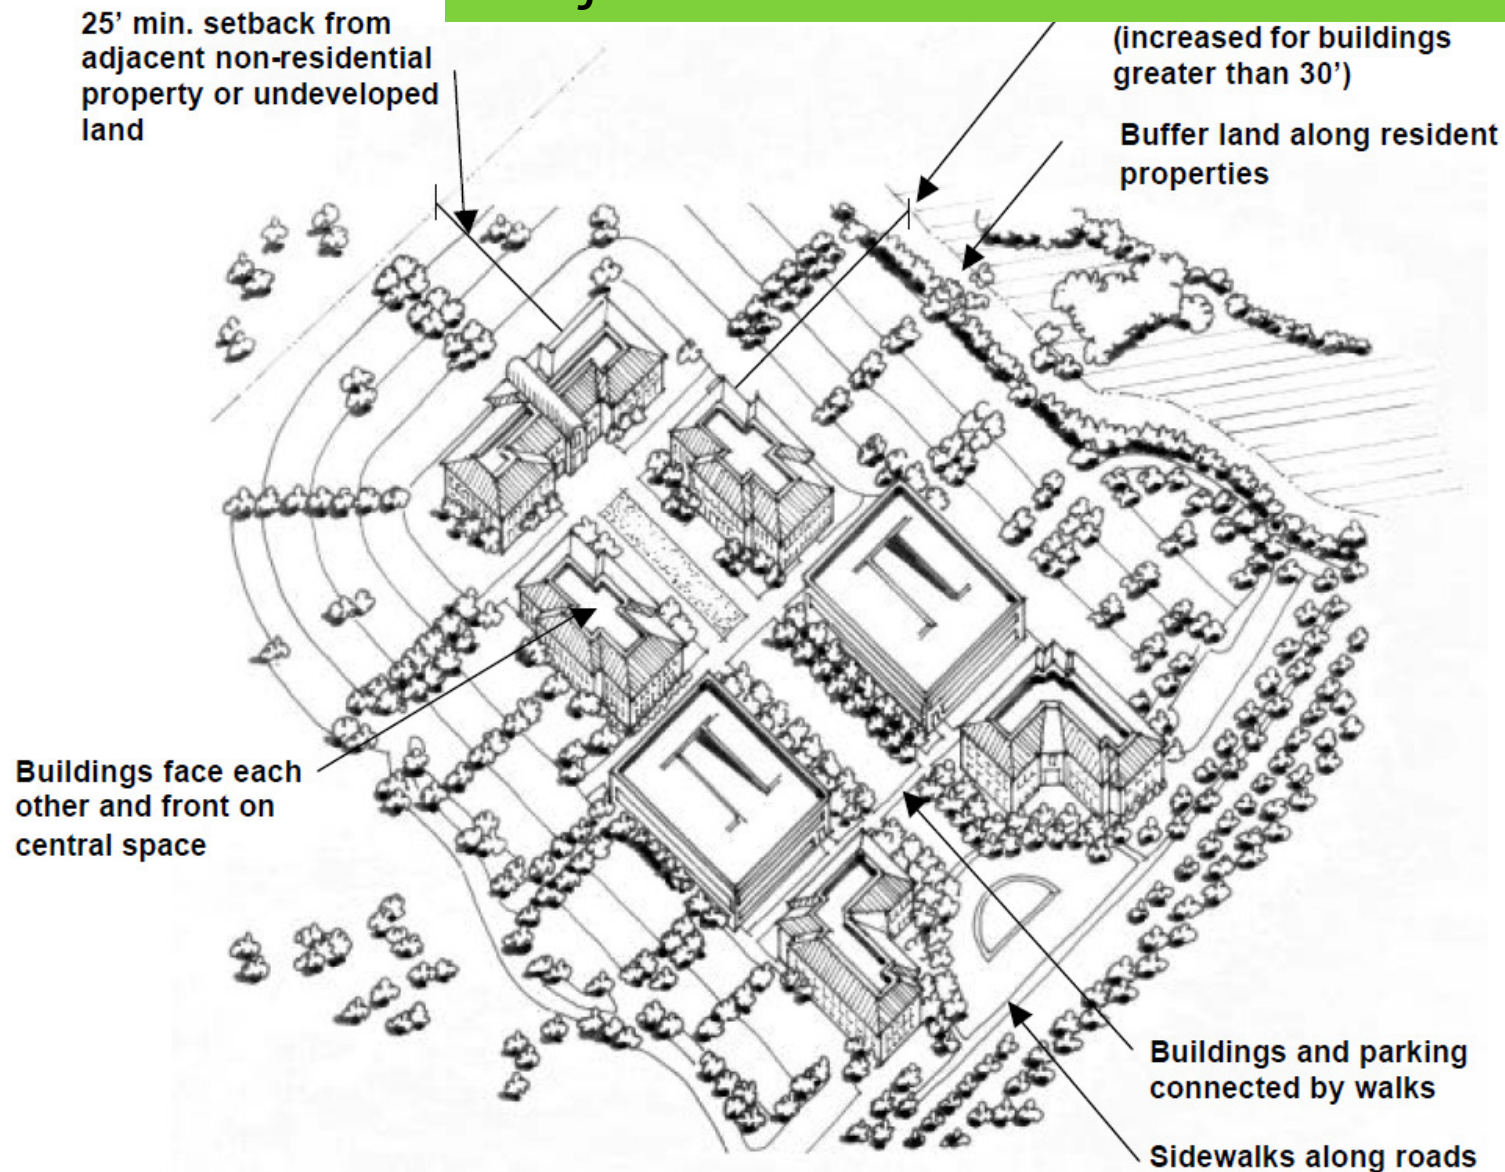 25’ min. setback from
adjacent non-residential
property or undeveloped
land
(increased for buildings
greater than 30’)
Buffer land along resident
properties
Buildings face each
other and front on
central space
Buildings and parking
connected by walks
Sidewalks along roads